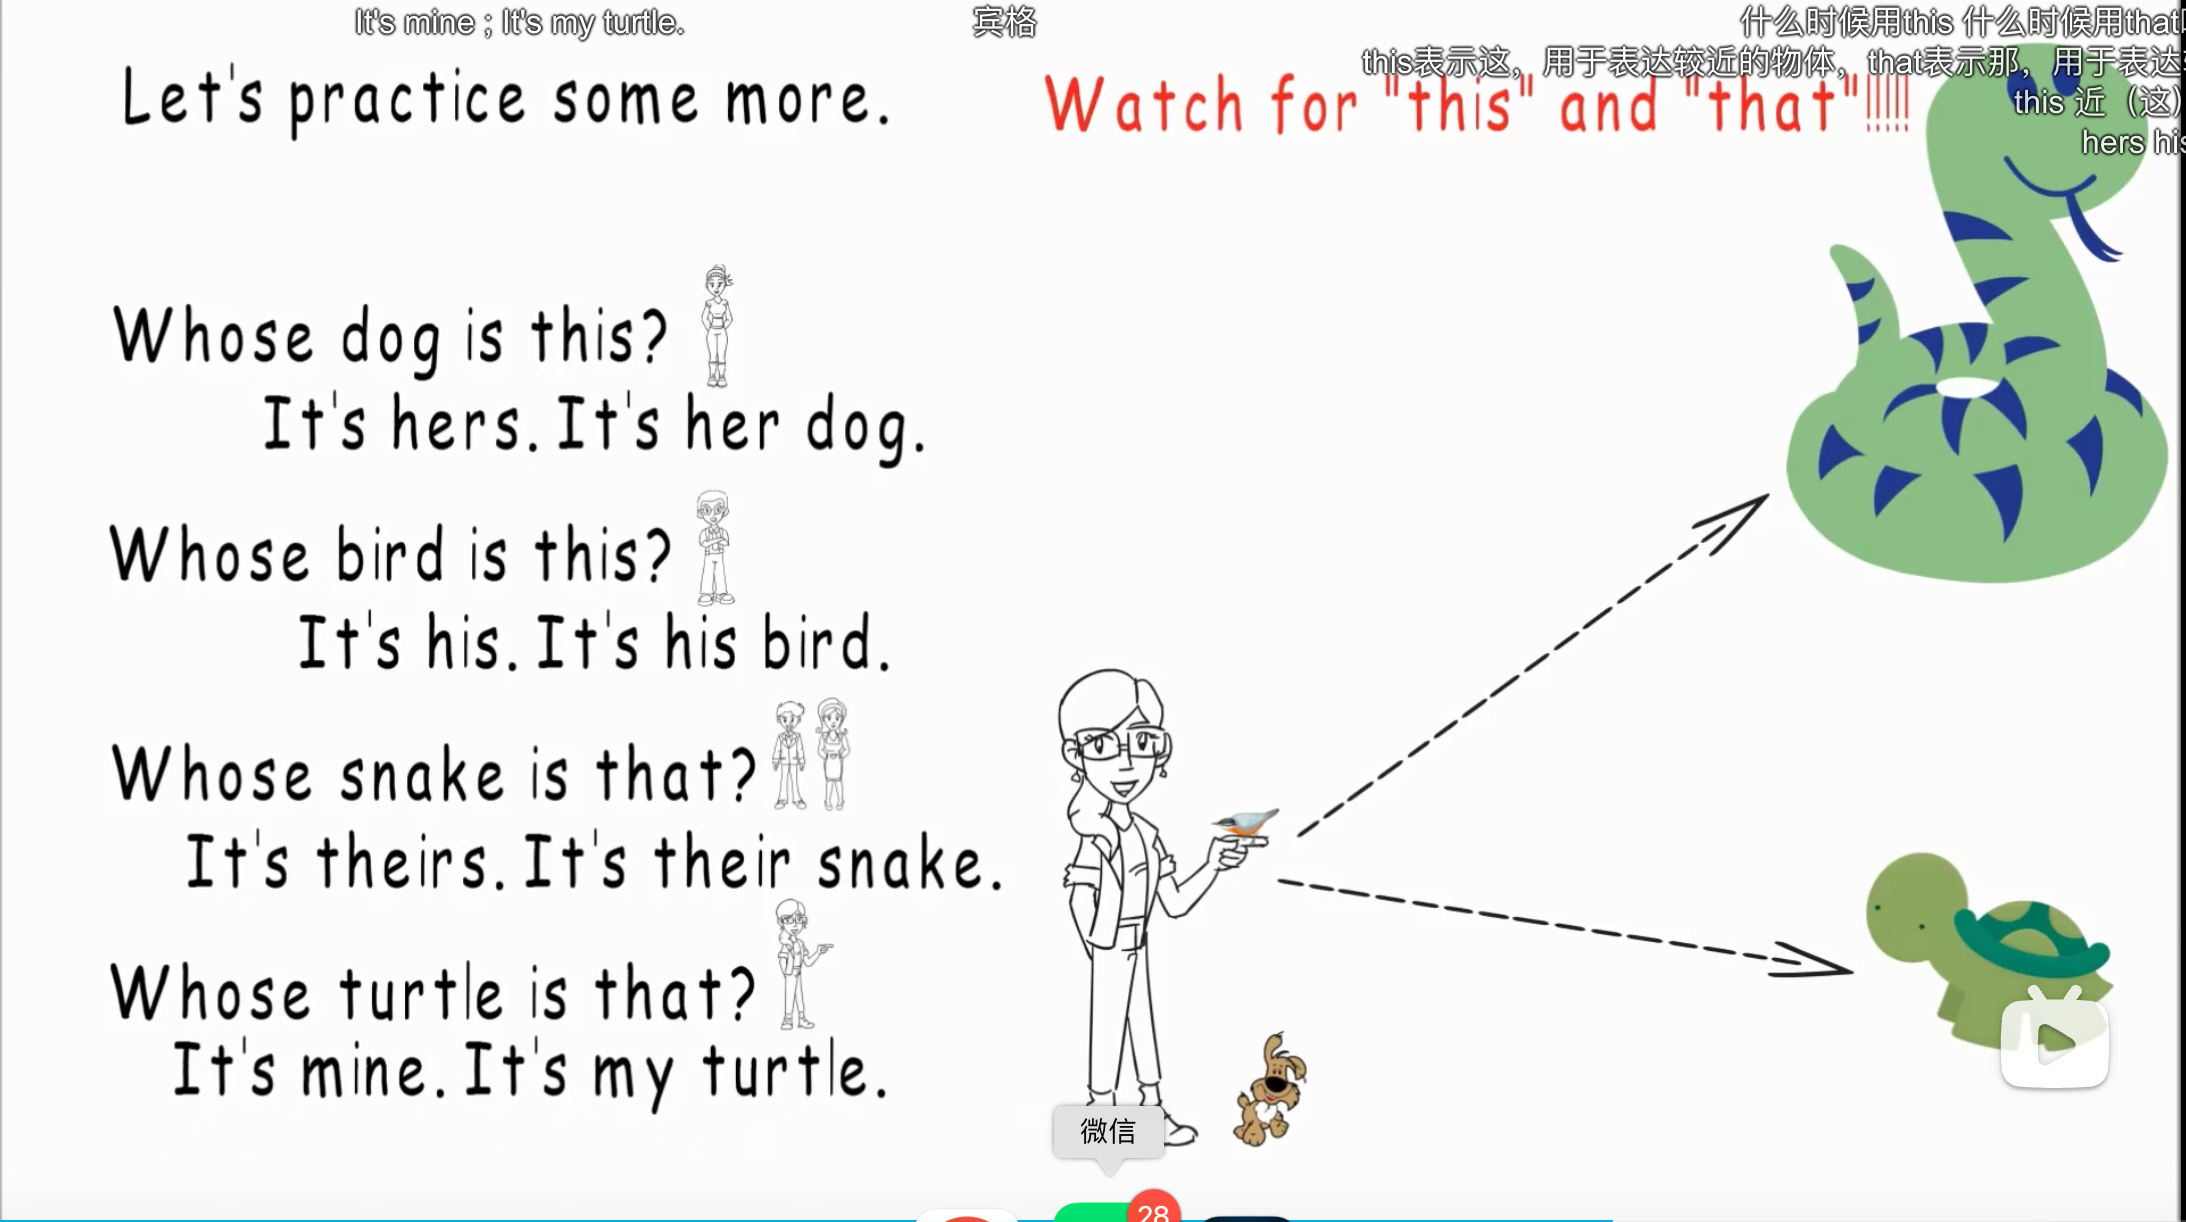 It's mine ; It's my turtle.
宾格
什么时候用this 什么时候用that
this表示这，用于表达较近的物体，that表示那，用于表达
this 近（这）
hers his
Let's practice some more.
Watch for "this" and "that"!!!!!
Whose dog is this?
It's hers. It's her dog.
Whose bird is this?
It's his. It's his bird.
Whose snake is that?
It's theirs. It's their snake.
Whose turtle is that?
It's mine. It's my turtle.
微信
28